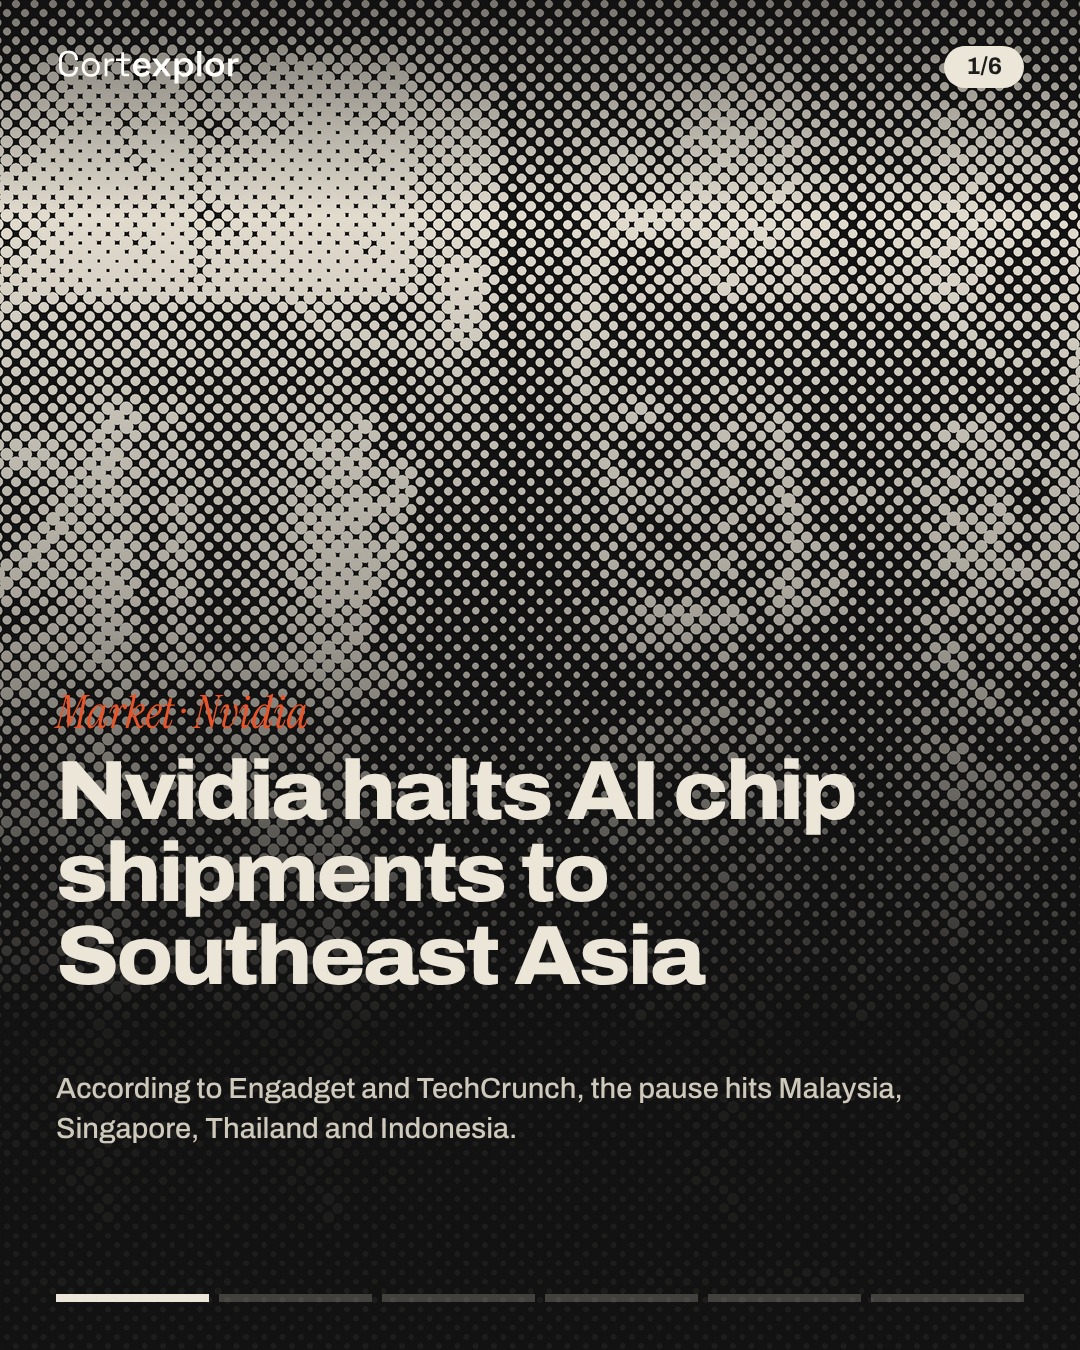 Cortexplor
1/6
Market · Nvidia
Nvidia halts AI chip
shipments to
Southeast Asia
According to Engadget and TechCrunch, the pause hits Malaysia,
Singapore, Thailand and Indonesia.